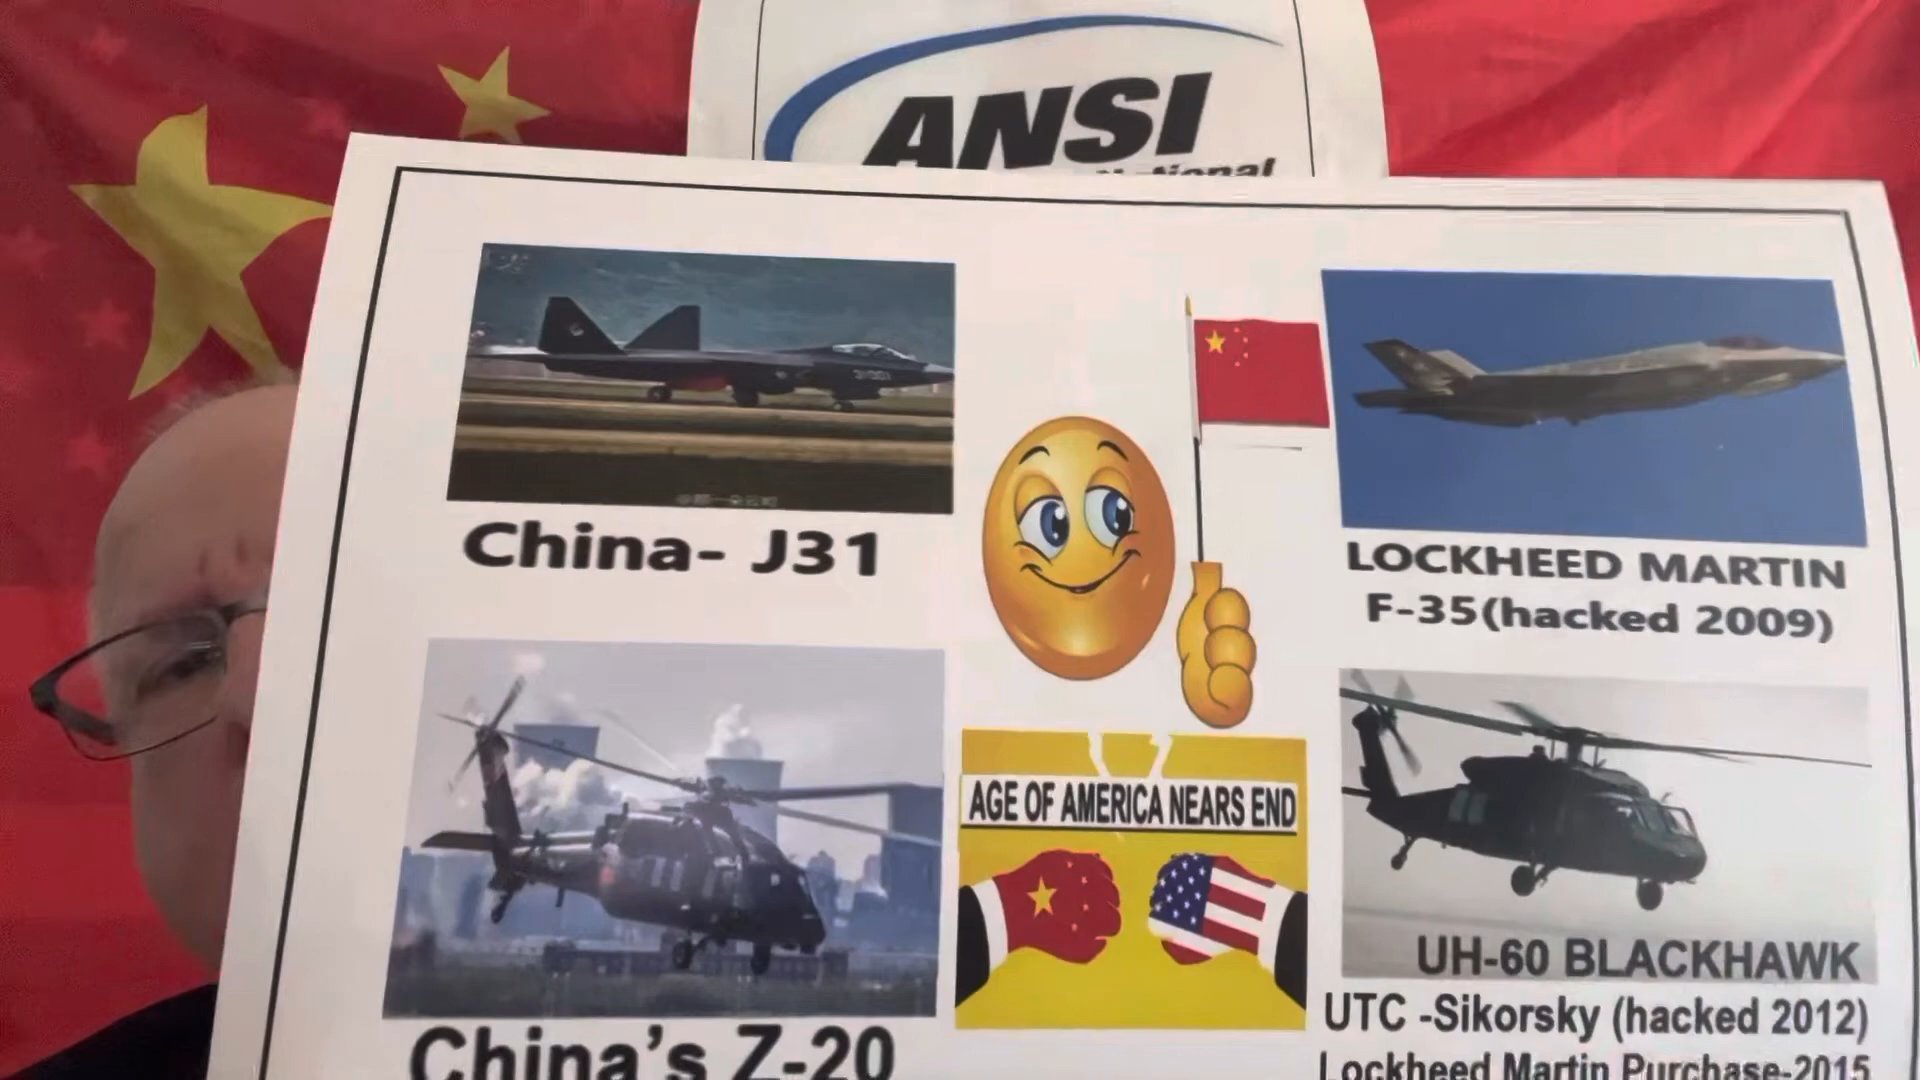 ANSI
National
China- J31
LOCKHEED MARTIN
F-35(hacked 2009)
AGE OF AMERICA NEARS END
UH-60 BLACKHAWK
UTC -Sikorsky (hacked 2012)
Lockheed Martin Purchase-2015
China's Z-20